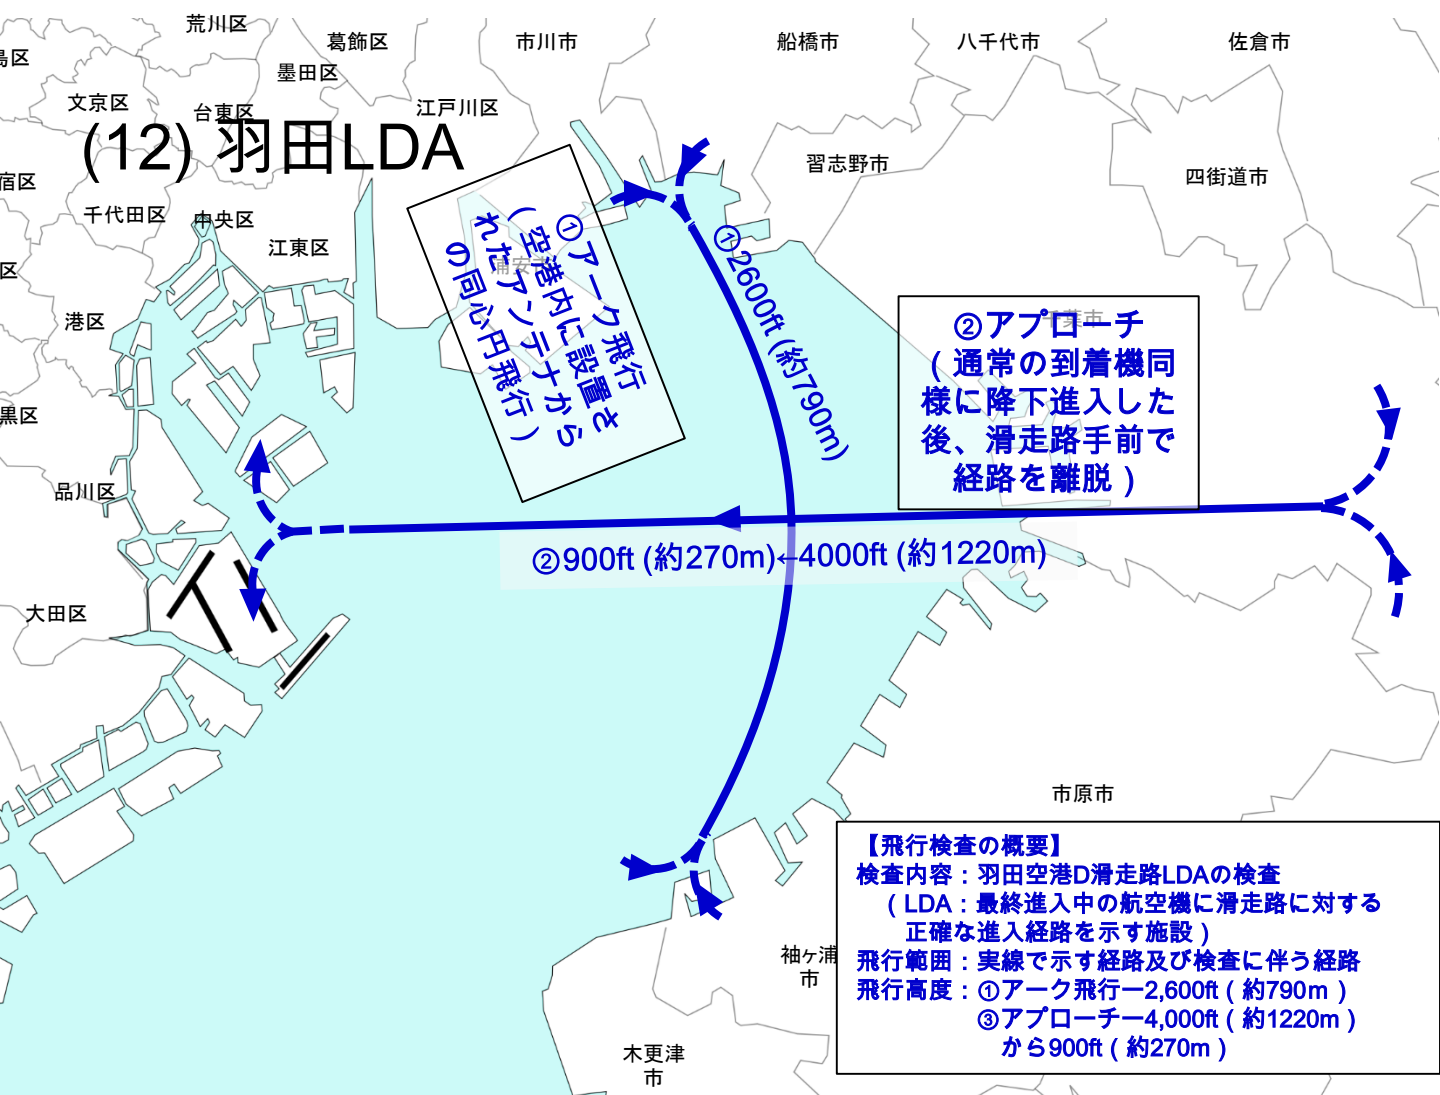 荒川区
葛飾区
市川市
船橋市
八千代市
佐倉市
島区
墨田区
文京区
台東区
江戸川区
(12) 羽田LDA
習志野市
宿区
四街道市
千代田区
中央区
江東区
区
浦安市
①アーク飛行
(空港内に設置さ
れたアンテナから
の同心円飛行)
①2600ft (約790m)
港区
千葉市
②アプローチ
(通常の到着機同
様に降下進入した
後、滑走路手前で
経路を離脱)
黒区
品川区
②900ft (約270m)←4000ft (約1220m)
大田区
市原市
【飛行検査の概要】
検査内容：羽田空港D滑走路LDAの検査
(LDA：最終進入中の航空機に滑走路に対する
正確な進入経路を示す施設)
飛行範囲：実線で示す経路及び検査に伴う経路
飛行高度：①アーク飛行ー2,600ft (約790m)
③アプローチー4,000ft (約1220m)
から900ft (約270m)
袖ヶ浦
市
木更津
市